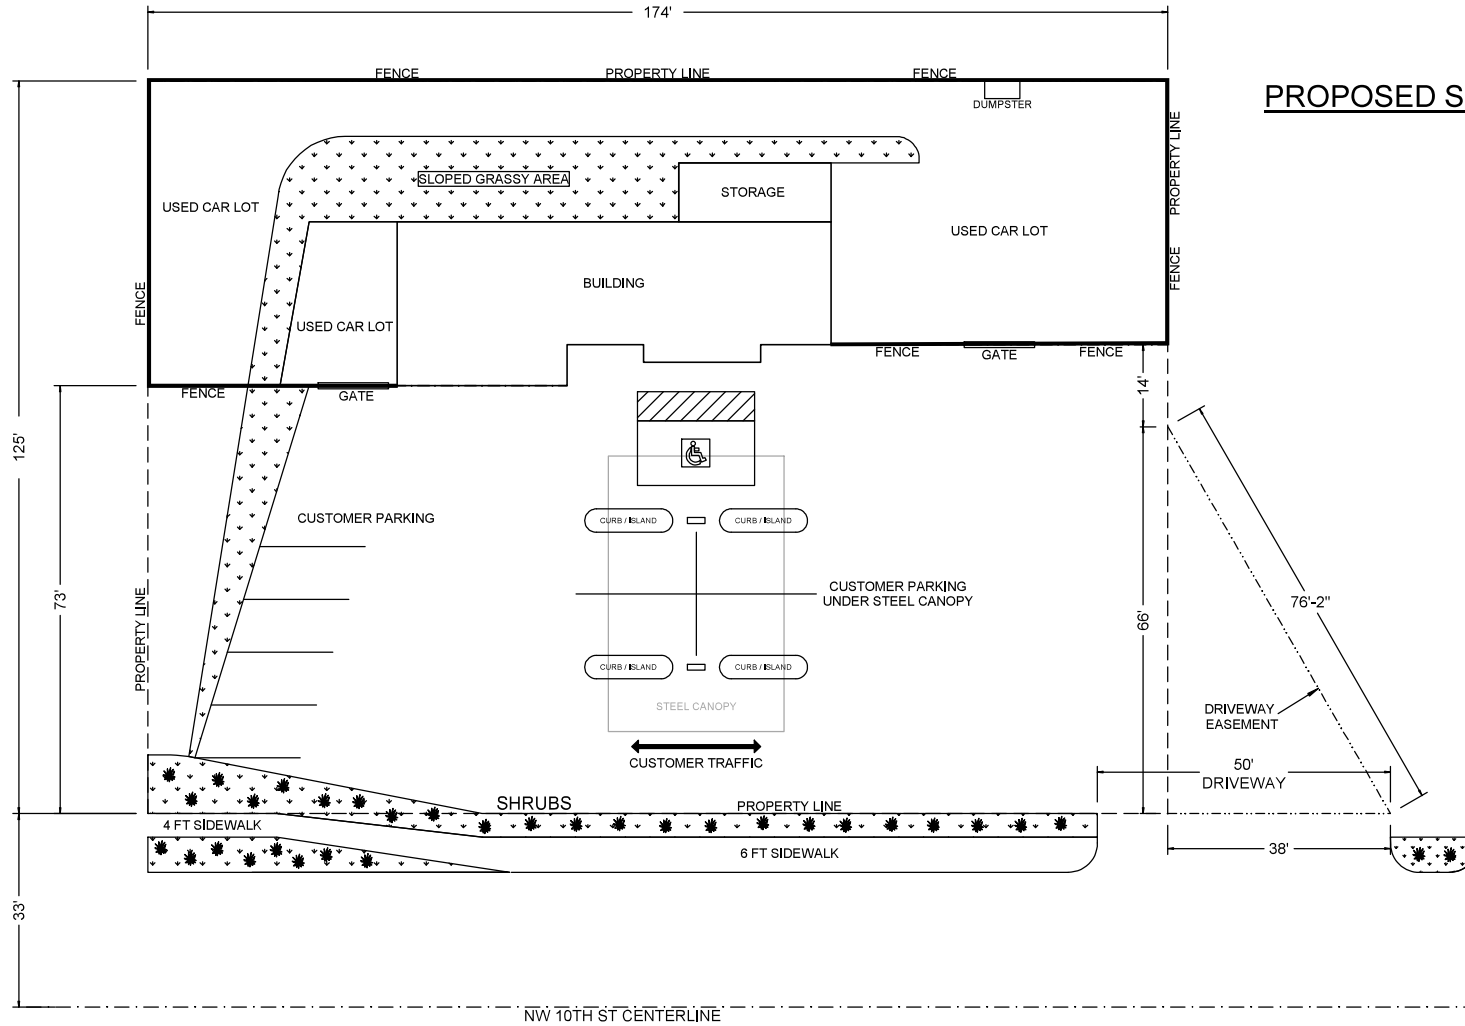 174'
FENCE
PROPERTY LINE
FENCE
DUMPSTER
PROPOSED S
PROPERTY LINE
SLOPED GRASSY AREA
STORAGE
USED CAR LOT
USED CAR LOT
BUILDING
FENCE
FENCE
USED CAR LOT
FENCE
GATE
FENCE
FENCE
GATE
14'
125'
CUSTOMER PARKING
CURB / ISLAND
CURB / ISLAND
73'
PROPERTY LINE
CUSTOMER PARKING
UNDER STEEL CANOPY
66'
76'-2"
CURB / ISLAND
CURB / ISLAND
STEEL CANOPY
DRIVEWAY
EASEMENT
CUSTOMER TRAFFIC
50'
DRIVEWAY
SHRUBS
PROPERTY LINE
4 FT SIDEWALK
6 FT SIDEWALK
38'
33'
NW 10TH ST CENTERLINE